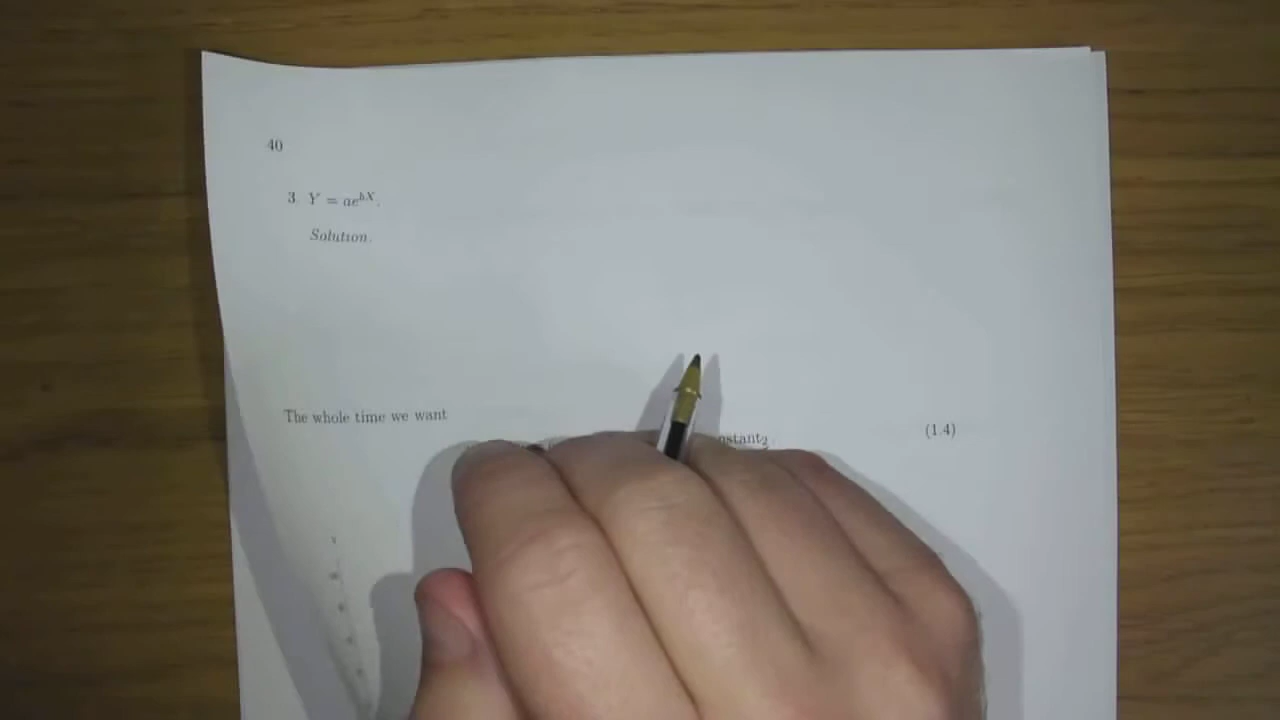 40
3. Y = ae^{bX}.
Solution.
The whole time we want
(1.4)